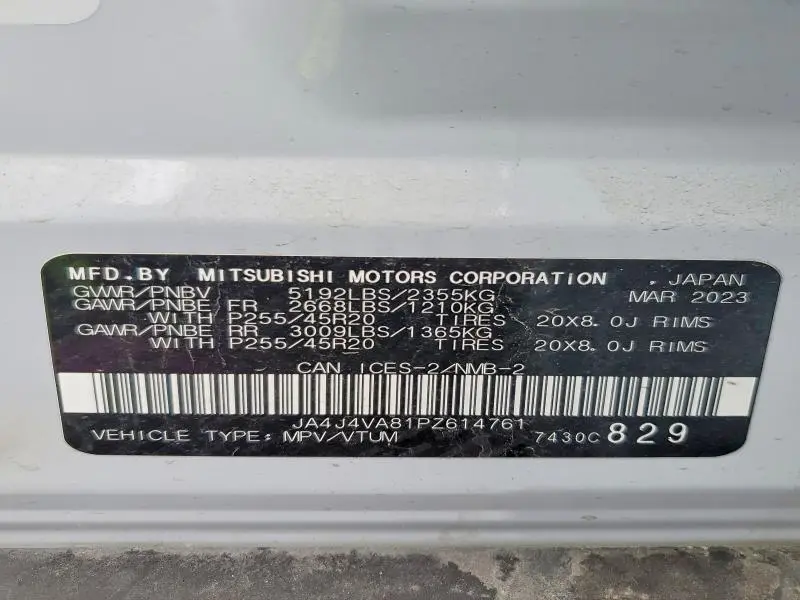 MFD.BY MITSUBISHI MOTORS CORPORATION , JAPAN
GWWR/PNBV 5192LBS/2355KG MAR 2023
GAWR/PNBE FR 2668LBS/1210KG
WITH P255/45R20 TIRES 20X8.0J RIMS
GAWR/PNBE RR 3009LBS/1365KG
WITH P255/45R20 TIRES 20X8.0J RIMS
CAN ICES-2/NMB-2
JA4J4VA81PZ614761
VEHICLE TYPE: MPV/VTUM 7430C 829